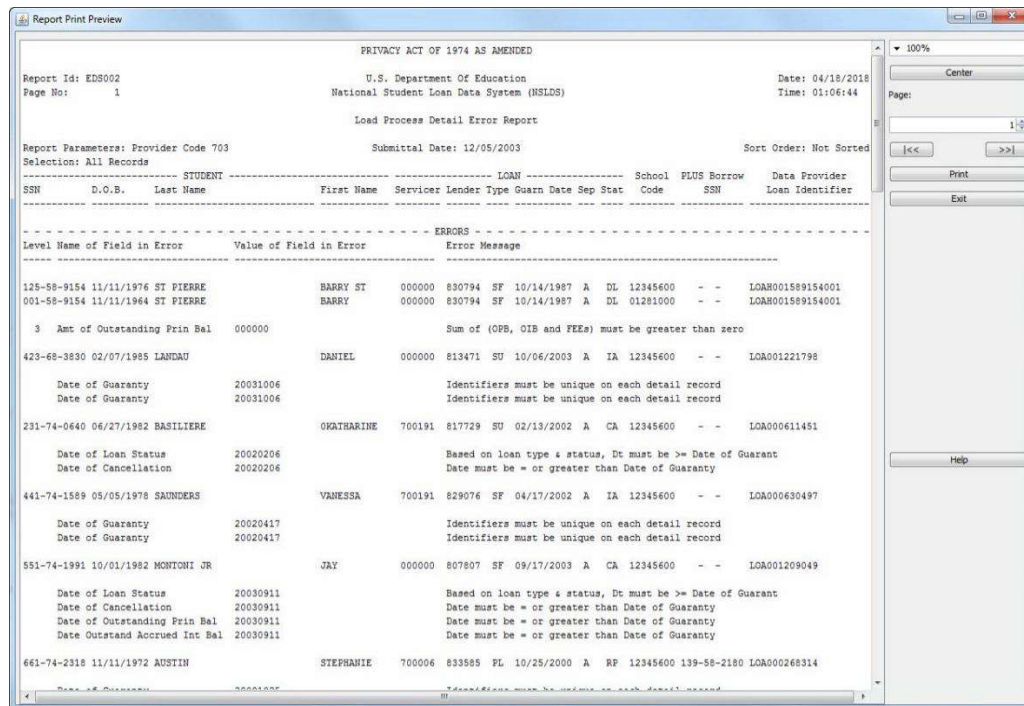 Report Print Preview
PRIVACY ACT OF 1974 AS AMENDED
Report Id: EDS002 U.S. Department Of Education Date: 04/18/2018
Page No: 1 National Student Loan Data System (NSLDS) Time: 01:06:44
Load Process Detail Error Report
Report Parameters: Provider Code 703 Submittal Date: 12/05/2003 Sort Order: Not Sorted
Selection: All Records
STUDENT LOAN School PLUS Borrow Data Provider
SSN D.O.B. Last Name First Name Servicer Lender Type Guarn Date Sep Stat Code SSN Loan Identifier
ERRORS
Level Name of Field in Error Value of Field in Error Error Message
125-58-9154 11/11/1976 ST PIERRE BARRY ST 000000 830794 SF 10/14/1987 A DL 12345600 - - LOAH001589154001
001-58-9154 11/11/1964 ST PIERRE BARRY 000000 830794 SF 10/14/1987 A DL 01281000 - - LOAH001589154001
3 Amt of Outstanding Prin Bal 000000 Sum of (OPB, OIB and FEEs) must be greater than zero
423-68-3830 02/07/1985 LANDAU DANIEL 000000 813471 SU 10/06/2003 A IA 12345600 - - LOA001221798
Date of Guaranty 20031006 Identifiers must be unique on each detail record
Date of Guaranty 20031006 Identifiers must be unique on each detail record
231-74-0640 06/27/1982 BASILIERE 0KATHARINE 700191 817729 SU 02/13/2002 A CA 12345600 - - LOA000611451
Date of Loan Status 20020206 Based on loan type & status, Dt must be >= Date of Guarant
Date of Cancellation 20020206 Date must be = or greater than Date of Guaranty
441-74-1589 05/05/1978 SAUNDERS VANESSA 700191 829076 SF 04/17/2002 A IA 12345600 - - LOA000630497
Date of Guaranty 20020417 Identifiers must be unique on each detail record
Date of Guaranty 20020417 Identifiers must be unique on each detail record
551-74-1991 10/01/1982 MONTONI JR JAY 000000 807807 SF 09/17/2003 A CA 12345600 - - LOA001209049
Date of Loan Status 20030911 Based on loan type & status, Dt must be >= Date of Guarant
Date of Cancellation 20030911 Date must be = or greater than Date of Guaranty
Date of Outstanding Prin Bal 20030911 Date must be = or greater than Date of Guaranty
Date Outstand Accrued Int Bal 20030911 Date must be = or greater than Date of Guaranty
661-74-2318 11/11/1972 AUSTIN STEPHANIE 700006 833585 PL 10/25/2000 A RP 12345600 139-58-2180 LOA000268314
100%
Center
Page:
1
|<< >>|
Print
Exit
Help